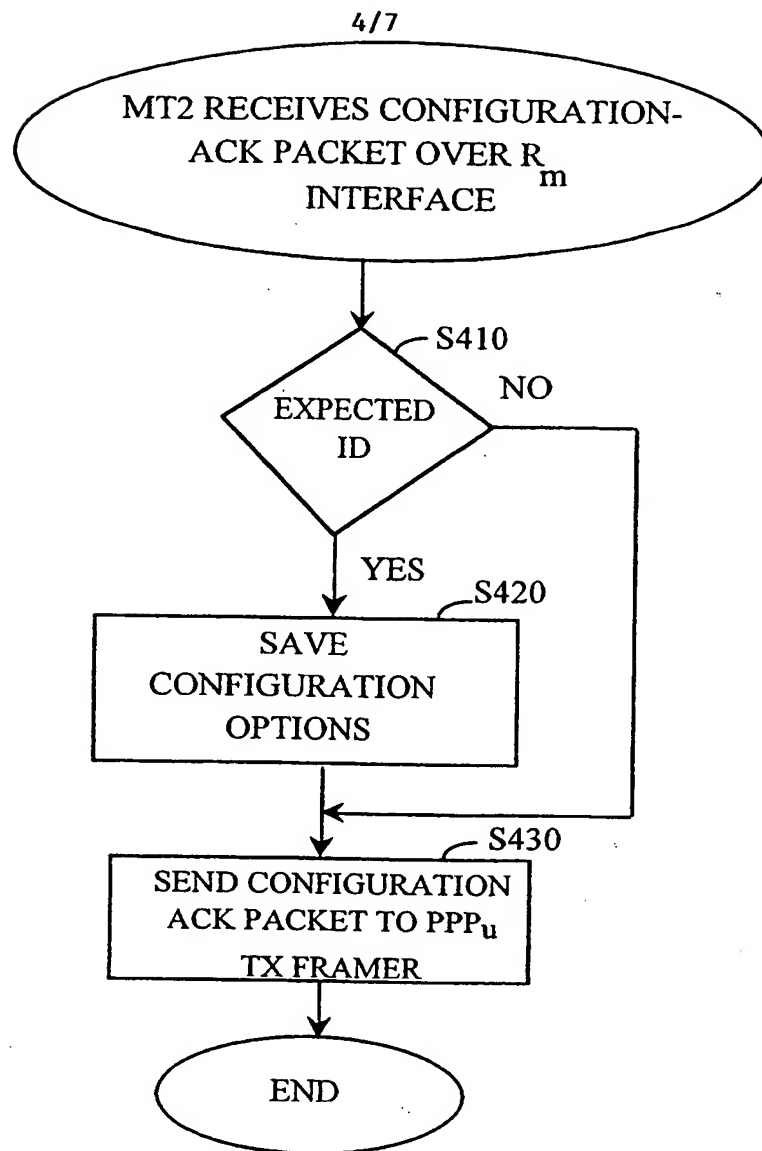 4/7
MT2 RECEIVES CONFIGURATION-
ACK PACKET OVER Rm
INTERFACE
S410
NO
EXPECTED
ID
YES
S420
SAVE
CONFIGURATION
OPTIONS
S430
SEND CONFIGURATION
ACK PACKET TO PPPu
TX FRAMER
END